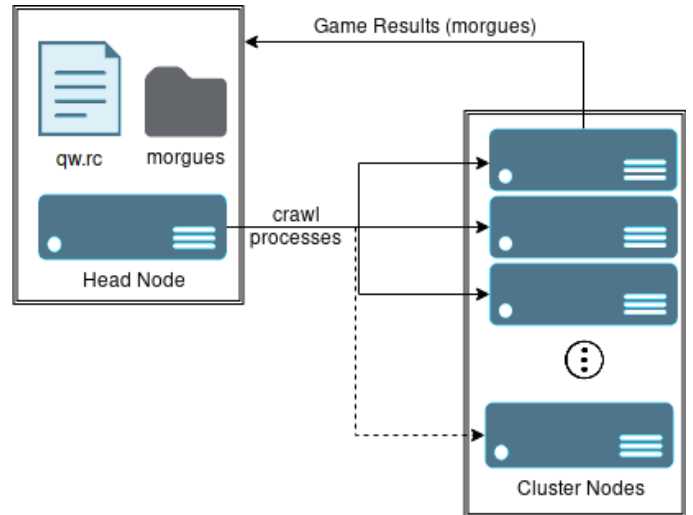 Game Results (morgues)
qw.rc
morgues
crawl
processes
Head Node
Cluster Nodes